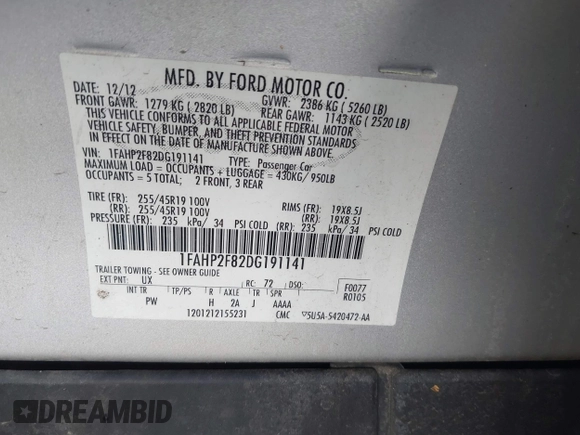 MFD. BY FORD MOTOR CO.
DATE: 12/12 GVWR: 2386 KG ( 5260 LB)
FRONT GAWR: 1279 KG ( 2820 LB) REAR GAWR: 1143 KG ( 2520 LB)
THIS VEHICLE CONFORMS TO ALL APPLICABLE FEDERAL MOTOR
VEHICLE SAFETY, BUMPER, AND THEFT PREVENTION STANDARDS
IN EFFECT ON THE DATE OF MANUFACTURE SHOWN ABOVE.
VIN: 1FAHP2F82DG191141 TYPE: Passenger Car
MAXIMUM LOAD = OCCUPANTS + LUGGAGE = 430KG/ 950LB
OCCUPANTS = 5 TOTAL; 2 FRONT, 3 REAR
TIRE (FR): 255/45R19 100V RIMS (FR): 19X8.5J
(RR): 255/45R19 100V (RR): 19X8.5J
PRESSURE (FR): 235 kPa/ 34 PSI COLD (RR): 235 kPa/ 34 PSI COLD
1FAHP2F82DG191141
TRAILER TOWING - SEE OWNER GUIDE
EXT PNT: UX RC: 72 DSO: F0077
R0105
INT TR TP/PS R AXLE TR SPR
PW H 2A J AAAA
1201212155231 CMC 5U5A-5420472-AA
DREAMBID